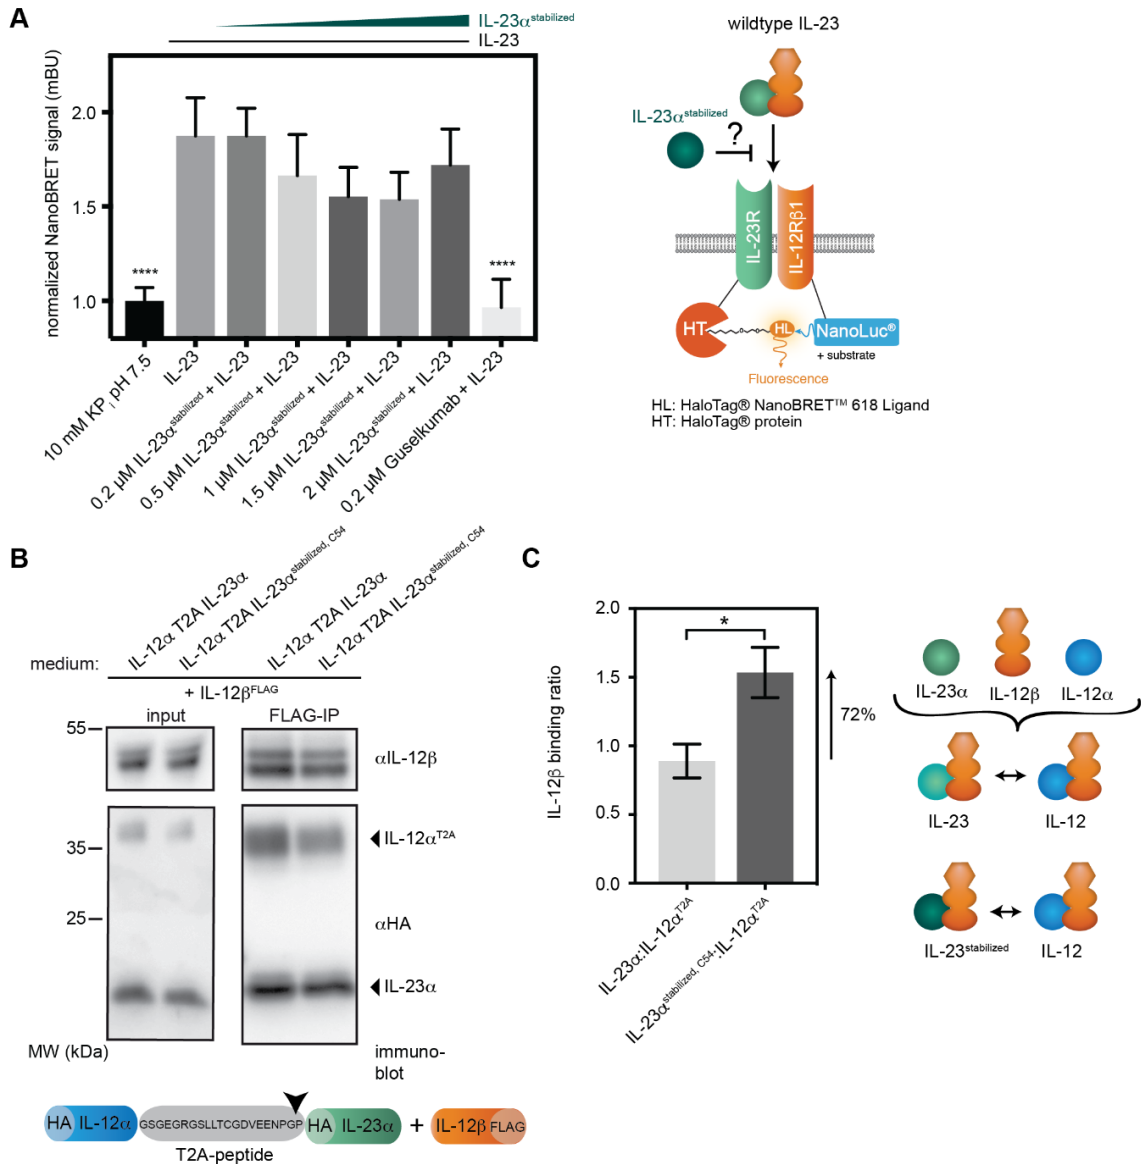 A
IL-23αstabilized
IL-23
normalized NanoBRET signal (mBU)
2.0
1.5
1.0
****
****
10 mM KPi pH 7.5
IL-23
0.2 µM IL-23αstabilized + IL-23
0.5 µM IL-23αstabilized + IL-23
1 µM IL-23αstabilized + IL-23
1.5 µM IL-23αstabilized + IL-23
2 µM IL-23αstabilized + IL-23
0.2 µM Guselkumab + IL-23
wildtype IL-23
IL-23αstabilized
?
IL-23R
IL-12Rβ1
HT
HL
NanoLuc®
+ substrate
Fluorescence
HL: HaloTag® NanoBRET™ 618 Ligand
HT: HaloTag® protein
B
medium:
IL-12α T2A IL-23α
IL-12α T2A IL-23αstabilized, C54
IL-12α T2A IL-23α
IL-12α T2A IL-23αstabilized, C54
+ IL-12βFLAG
input
FLAG-IP
55
35
25
αIL-12β
IL-12αT2A
αHA
IL-23α
MW (kDa)
immuno-
blot
HA IL-12α
GSGEGRGSLLTCGDVEENPGP
HA IL-23α
+
IL-12β FLAG
T2A-peptide
C
IL-12β binding ratio
2.0
1.5
1.0
0.5
0.0
*
72%
IL-23α:IL-12αT2A
IL-23αstabilized, C54:IL-12αT2A
IL-23α
IL-12β
IL-12α
IL-23
IL-12
IL-23stabilized
IL-12